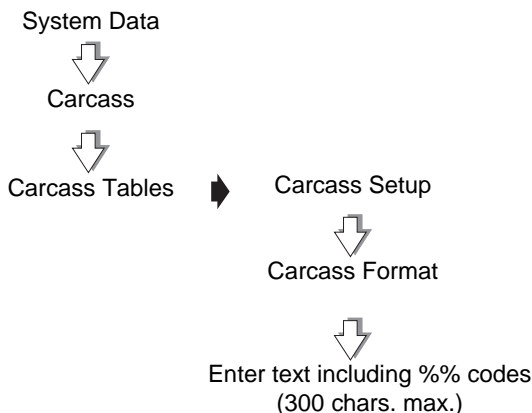 System Data
Carcass
Carcass Tables
Carcass Setup
Carcass Format
Enter text including %% codes
(300 chars. max.)